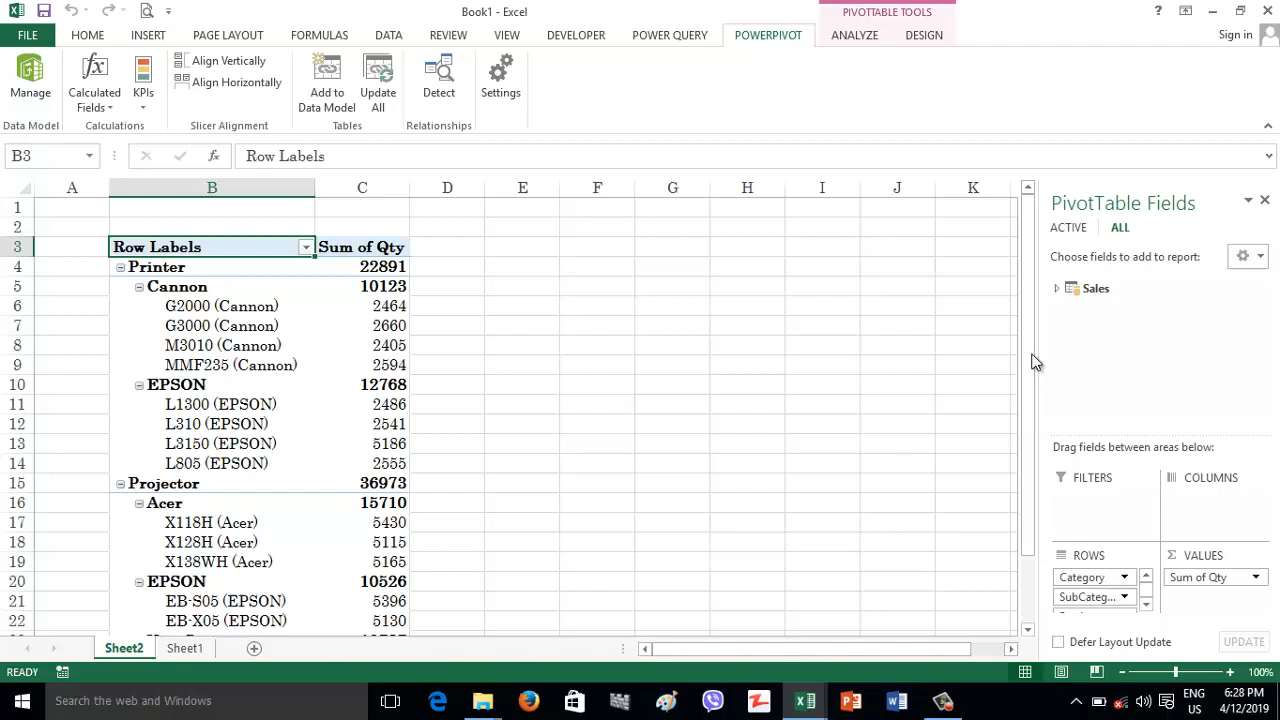 Book1 - Excel
PIVOTTABLE TOOLS
?
FILE HOME INSERT PAGE LAYOUT FORMULAS DATA REVIEW VIEW DEVELOPER POWER QUERY POWERPIVOT ANALYZE DESIGN Sign in
Manage
Calculated Fields
KPIs
Align Vertically
Align Horizontally
Add to Data Model
Update All
Detect
Settings
Data Model Calculations Slicer Alignment Tables Relationships
B3 fx Row Labels
A B C D E F G H I J K
1
2
3 Row Labels Sum of Qty
4 Printer 22891
5 Cannon 10123
6 G2000 (Cannon) 2464
7 G3000 (Cannon) 2660
8 M3010 (Cannon) 2405
9 MMF235 (Cannon) 2594
10 EPSON 12768
11 L1300 (EPSON) 2486
12 L310 (EPSON) 2541
13 L3150 (EPSON) 5186
14 L805 (EPSON) 2555
15 Projector 36973
16 Acer 15710
17 X118H (Acer) 5430
18 X128H (Acer) 5115
19 X138WH (Acer) 5165
20 EPSON 10526
21 EB-S05 (EPSON) 5396
22 EB-X05 (EPSON) 5130
PivotTable Fields
ACTIVE ALL
Choose fields to add to report:
Sales
Drag fields between areas below:
FILTERS COLUMNS
ROWS VALUES
Category Sum of Qty
SubCateg...
Defer Layout Update UPDATE
Sheet2 Sheet1
READY 100%
Search the web and Windows
ENG 6:28 PM
US 4/12/2019